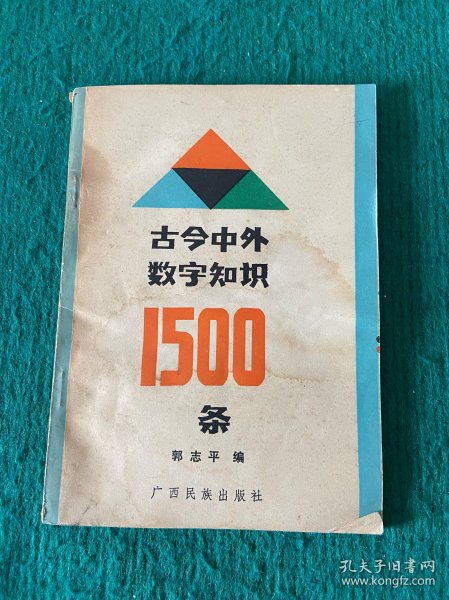 古今中外
数字知识
1500
条
郭志平 编
广西民族出版社
孔夫子旧书网
www.kongfz.com